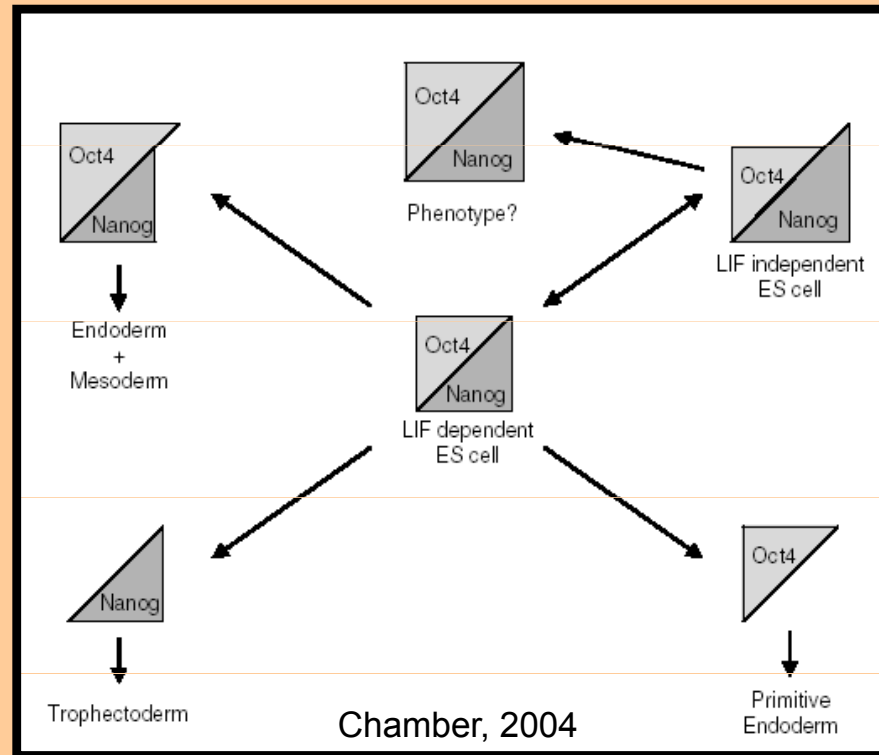 Oct4
Nanog
Endoderm
+
Mesoderm
Oct4
Nanog
Phenotype?
Oct4
Nanog
LIF independent
ES cell
Oct4
Nanog
LIF dependent
ES cell
Nanog
Trophectoderm
Oct4
Primitive
Endoderm
Chamber, 2004